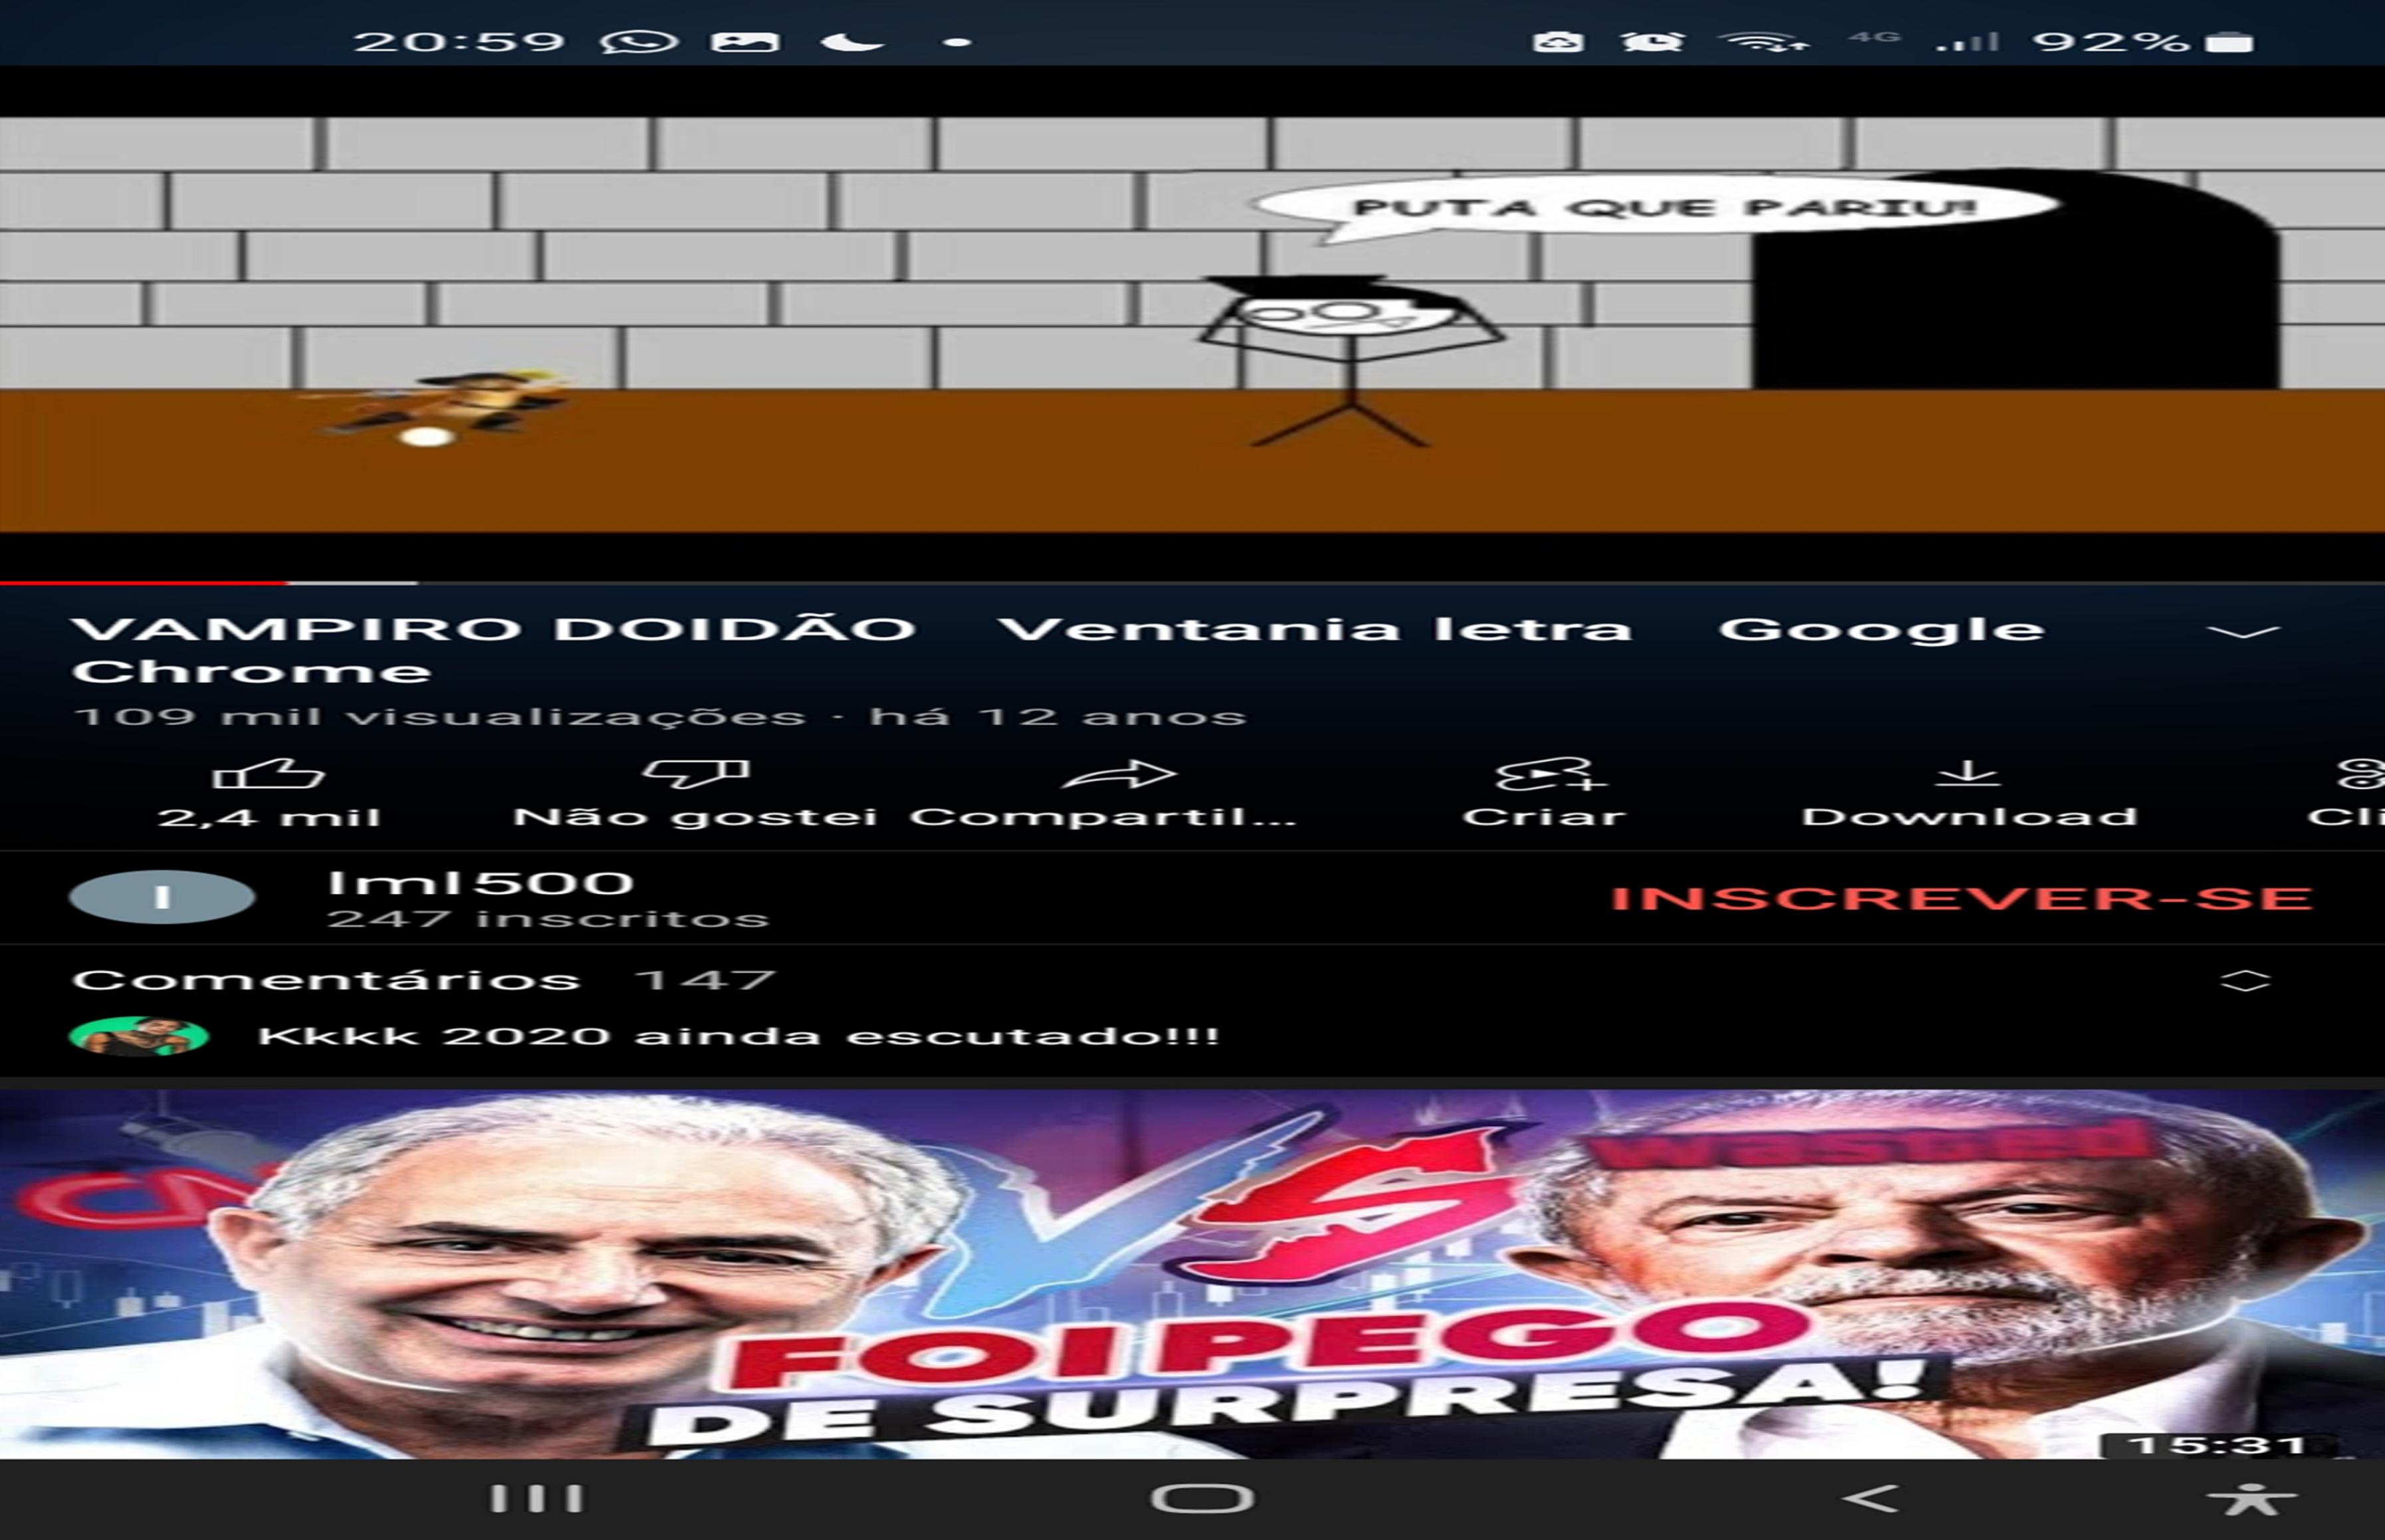 20:59 4G 92%
PUTA QUE PARIU!
VAMPIRO DOIDÃO Ventania letra Google
Chrome
109 mil visualizações · há 12 anos
2,4 mil Não gostei Compartil... Criar Download Cli
I lml500 INSCREVER-SE
247 inscritos
Comentários 147
Kkkk 2020 ainda escutado!!!
VS
wasted
FOI PEGO
DE SURPRESA!
15:31